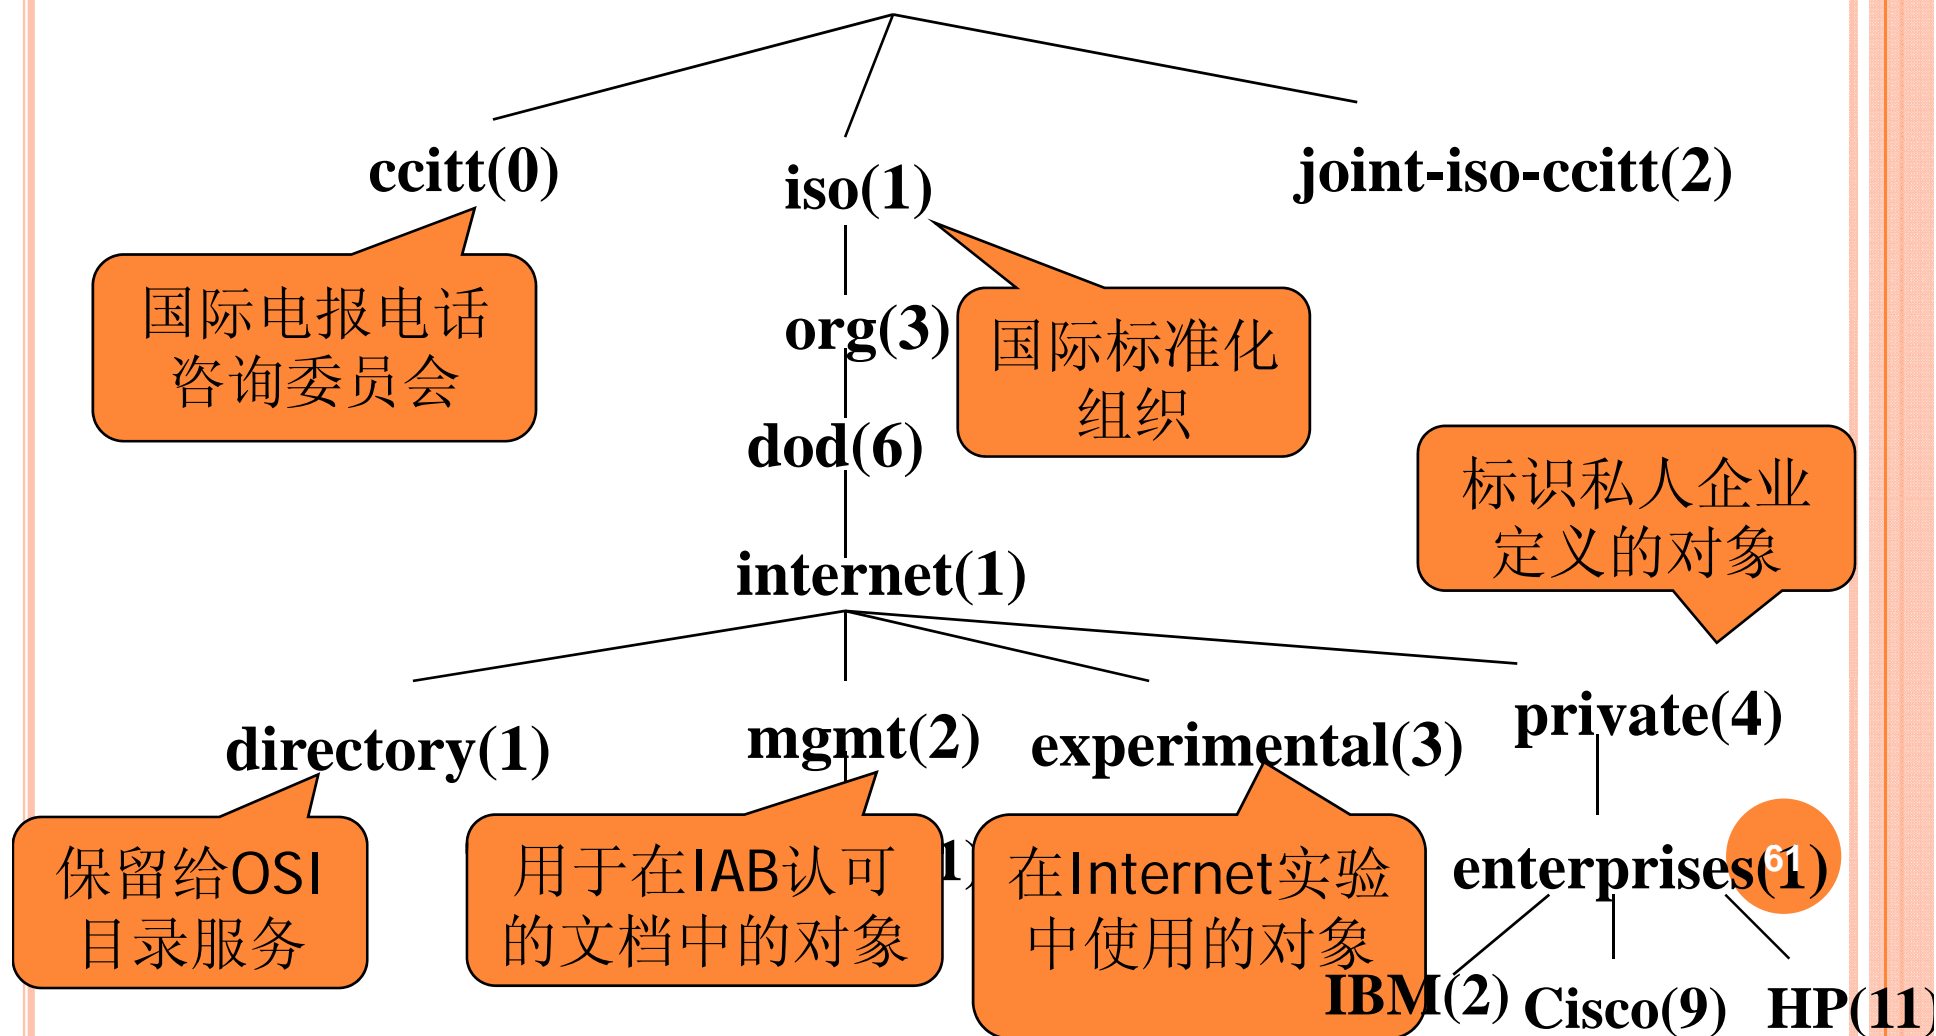 ccitt(0)
iso(1)
joint-iso-ccitt(2)
国际电报电话
咨询委员会
org(3)
国际标准化
组织
dod(6)
标识私人企业
定义的对象
internet(1)
directory(1)
mgmt(2)
experimental(3)
private(4)
保留给OSI
目录服务
用于在IAB认可
的文档中的对象
1)
在Internet实验
中使用的对象
enterprises(1)
61
IBM(2)
Cisco(9)
HP(11)